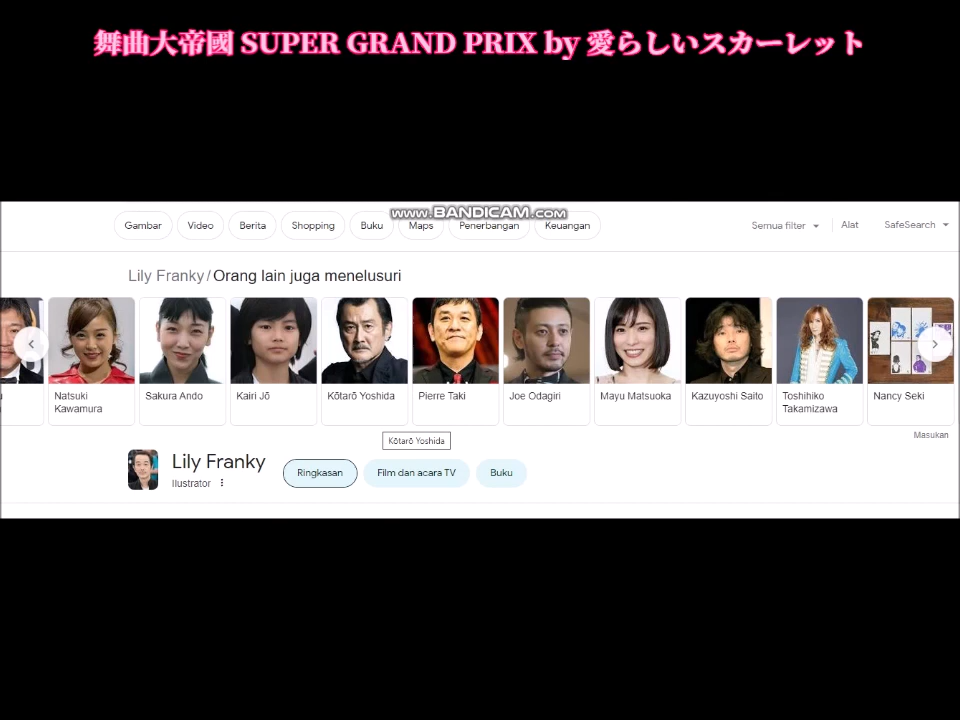 舞曲大帝國 SUPER GRAND PRIX by 愛らしいスカーレット
www.BANDICAM.com
Gambar Video Berita Shopping Buku Maps Penerbangan Keuangan Semua filter Alat SafeSearch
Lily Franky/Orang lain juga menelusuri
Natsuki Kawamura
Sakura Ando
Kairi Jō
Kōtarō Yoshida
Pierre Taki
Joe Odagiri
Mayu Matsuoka
Kazuyoshi Saito
Toshihiko Takamizawa
Nancy Seki
Masukan
Kōtarō Yoshida
Lily Franky
Ilustrator
Ringkasan Film dan acara TV Buku